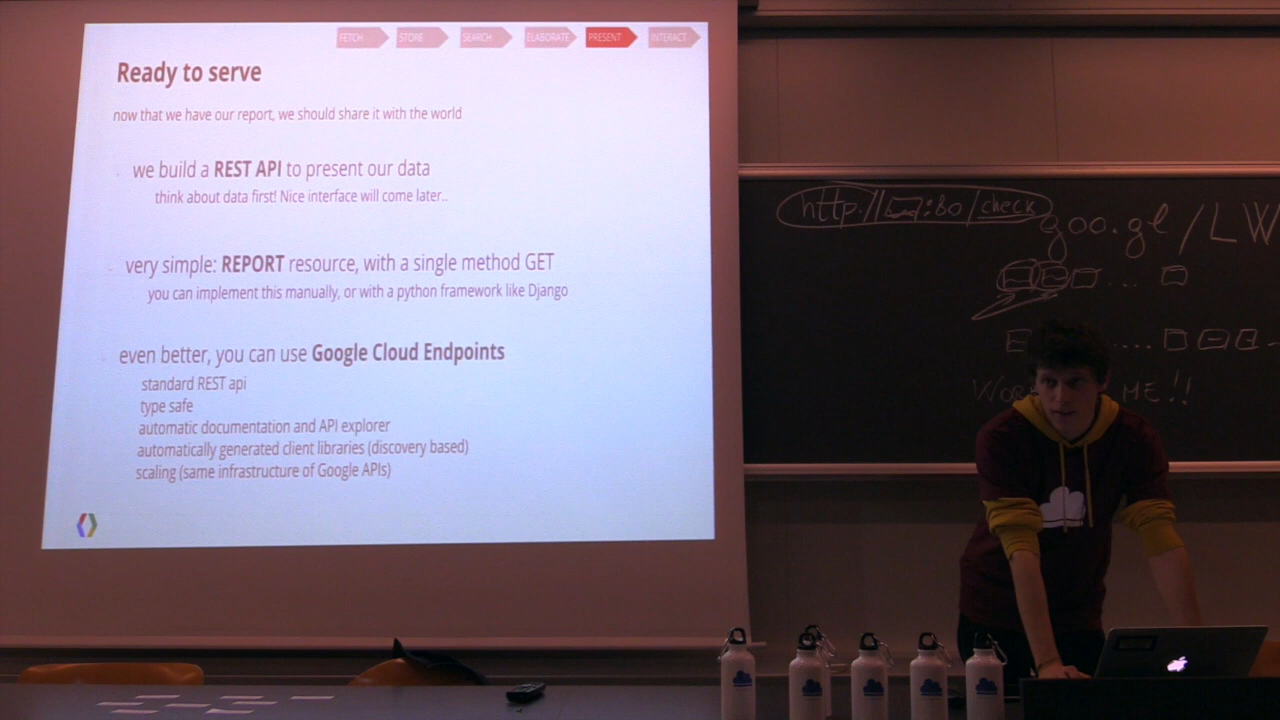 FETCH
STORE
SEARCH
ELABORATE
PRESENT
INTERACT
Ready to serve
now that we have our report, we should share it with the world
we build a REST API to present our data
think about data first! Nice interface will come later..
very simple: REPORT resource, with a single method GET
you can implement this manually, or with a python framework like Django
even better, you can use Google Cloud Endpoints
standard REST api
type safe
automatic documentation and API explorer
automatically generated client libraries (discovery based)
scaling (same infrastructure of Google APIs)
http:// :80/check
goo.gl/LW
ME!!